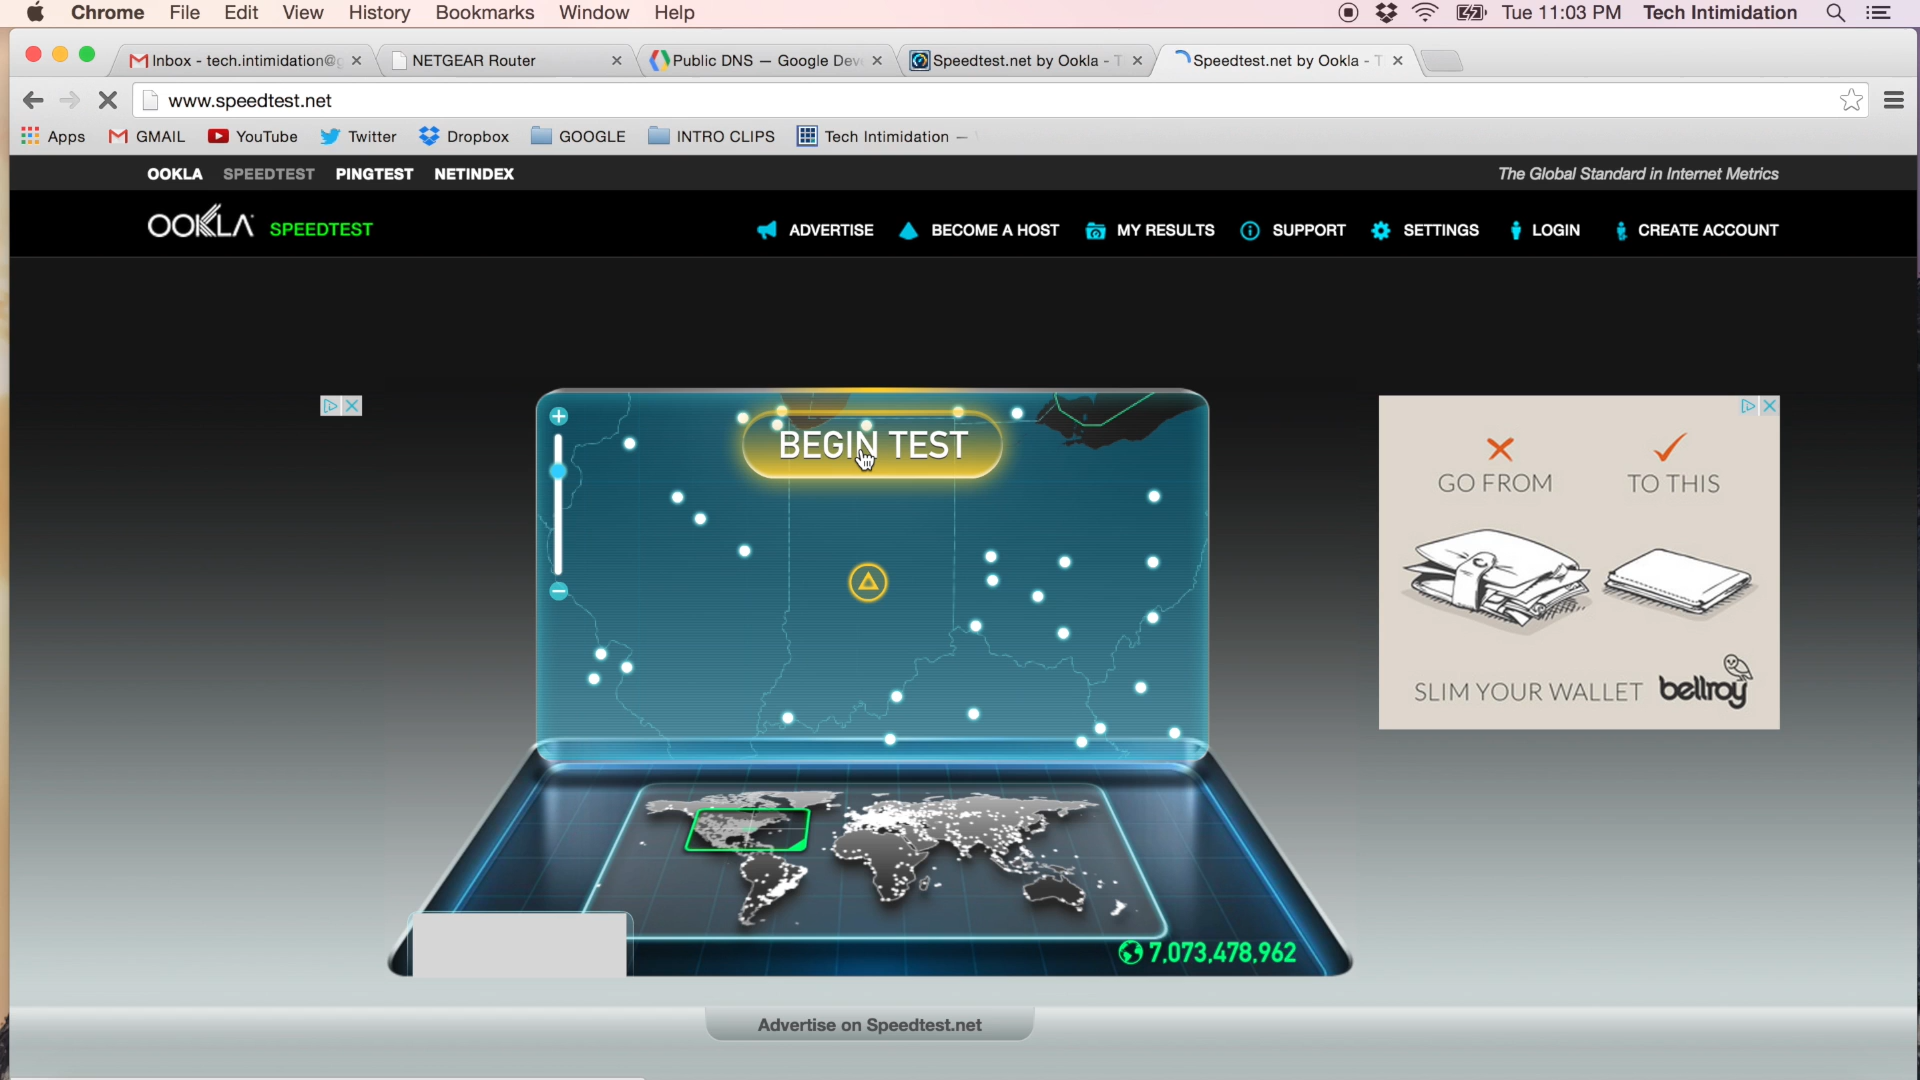 Chrome File Edit View History Bookmarks Window Help Tue 11:03 PM Tech Intimidation
Inbox - tech.intimidation@g NETGEAR Router Public DNS — Google Dev Speedtest.net by Ookla - T Speedtest.net by Ookla - T
www.speedtest.net
Apps GMAIL YouTube Twitter Dropbox GOOGLE INTRO CLIPS Tech Intimidation —
OOKLA SPEEDTEST PINGTEST NETINDEX The Global Standard in Internet Metrics
OOKLA SPEEDTEST ADVERTISE BECOME A HOST MY RESULTS SUPPORT SETTINGS LOGIN CREATE ACCOUNT
BEGIN TEST
GO FROM TO THIS
SLIM YOUR WALLET bellroy
7,073,478,962
Advertise on Speedtest.net